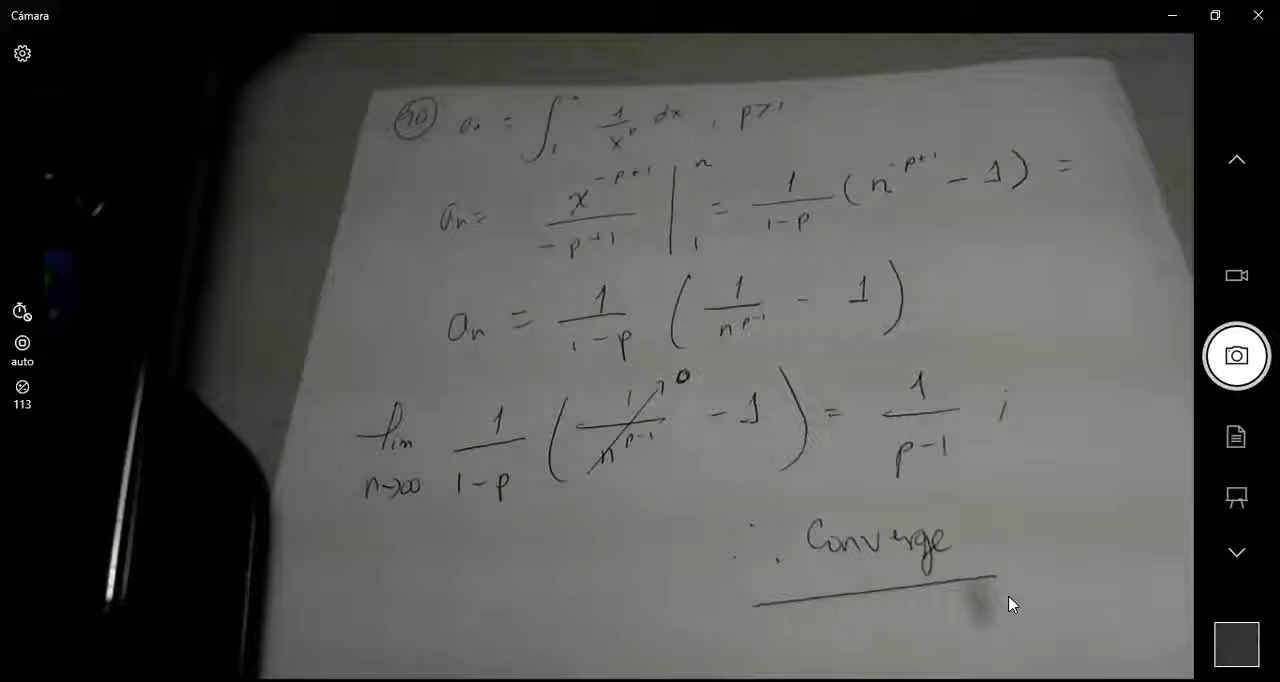 Cámara
90 aₙ = ∫₁ⁿ 1/xᵖ dx , p>1
aₙ = x^(-p+1)/(-p+1) |₁ⁿ = 1/(1-p) (n^(-p+1) - 1) =
aₙ = 1/(1-p) (1/n^(p-1) - 1)
lim n→∞ 1/(1-p) (1/n^(p-1) → 0 - 1) = 1/(p-1) ;
∴ Converge
auto
113